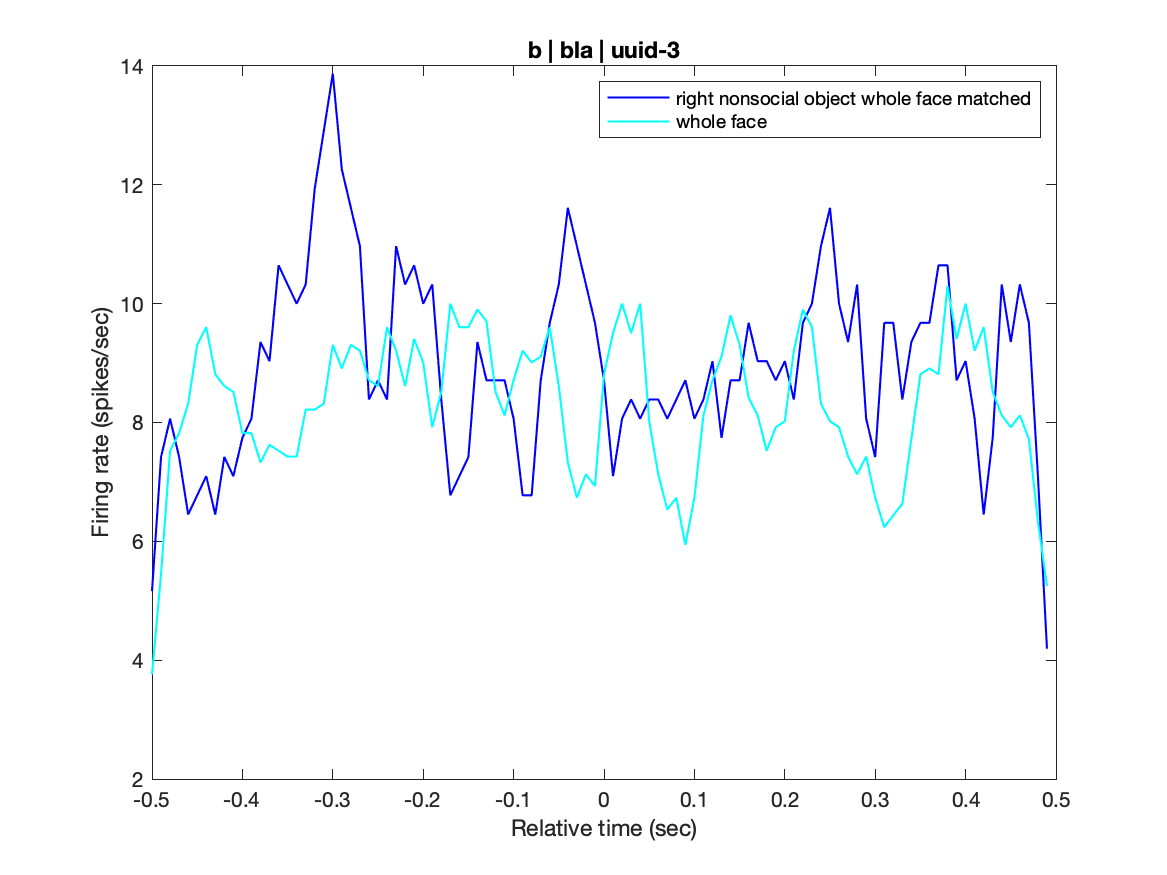 b | bla | uuid-3
right nonsocial object whole face matched
whole face
Firing rate (spikes/sec)
14
12
10
8
6
4
2
-0.5 -0.4 -0.3 -0.2 -0.1 0 0.1 0.2 0.3 0.4 0.5
Relative time (sec)